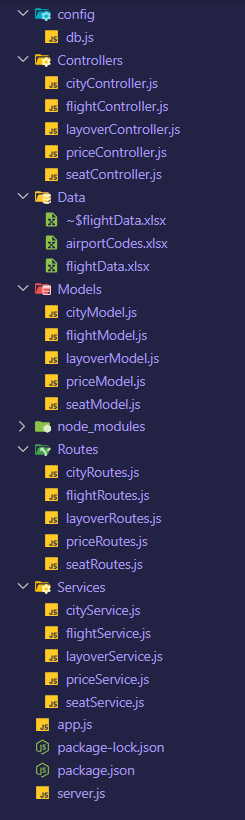 config
db.js
Controllers
cityController.js
flightController.js
layoverController.js
priceController.js
seatController.js
Data
~$flightData.xlsx
airportCodes.xlsx
flightData.xlsx
Models
cityModel.js
flightModel.js
layoverModel.js
priceModel.js
seatModel.js
node_modules
Routes
cityRoutes.js
flightRoutes.js
layoverRoutes.js
priceRoutes.js
seatRoutes.js
Services
cityService.js
flightService.js
layoverService.js
priceService.js
seatService.js
app.js
package-lock.json
package.json
server.js